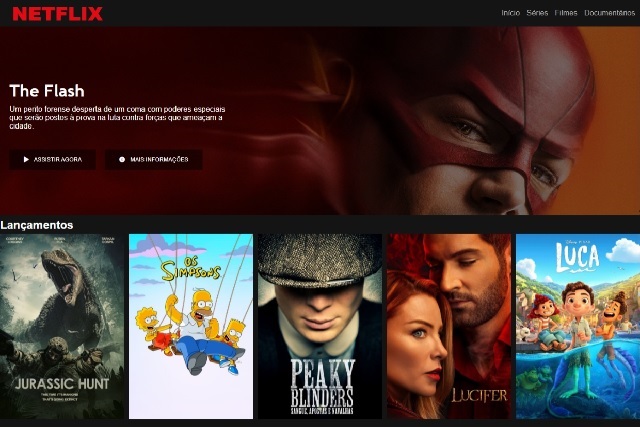 NETFLIX
Início Séries Filmes Documentários
The Flash
Um perito forense desperta de um coma com poderes especiais
que serão postos à prova na luta contra forças que ameaçam a
cidade.
ASSISTIR AGORA
MAIS INFORMAÇÕES
Lançamentos
JURASSIC HUNT
OS
SIMPSONS
PEAKY
BLINDERS
SANGUE, APOSTAS E NAVALHAS
LUCIFER
LUCA